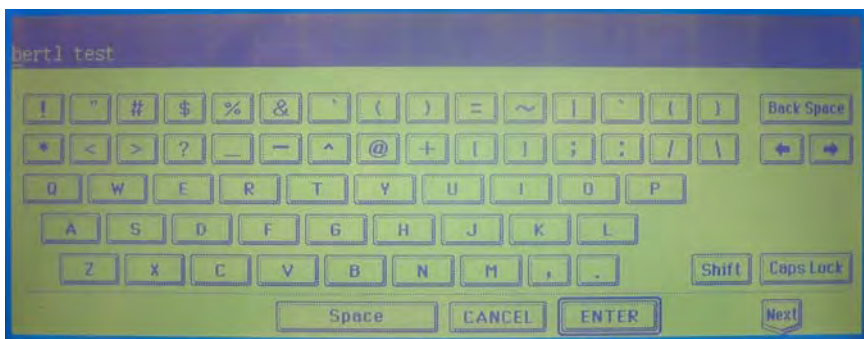 bertl test
! " # $ % & ' ( ) = ~ | ` { } Back Space
* < > ? _ - ^ @ + [ ] ; : / \
Q W E R T Y U I O P
A S D F G H J K L
Z X C V B N M , . Shift Caps Lock
Space CANCEL ENTER Next